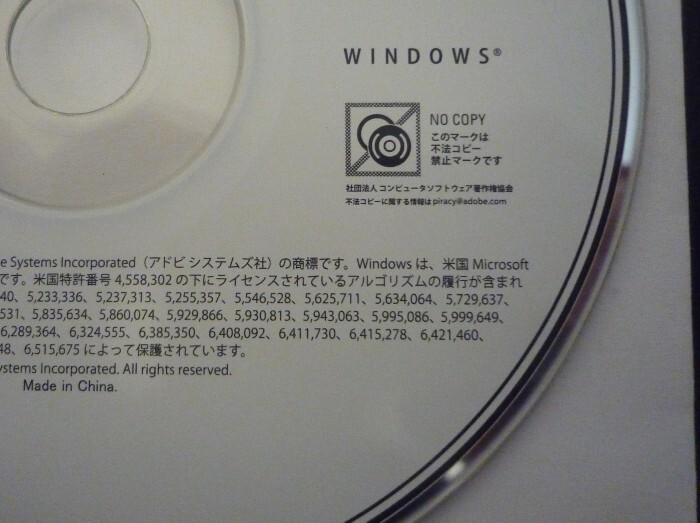 WINDOWS®
NO COPY
このマークは
不法コピー
禁止マークです
社団法人 コンピュータソフトウェア著作権協会
不法コピーに関する情報は piracy@adobe.com
e Systems Incorporated（アドビ システムズ社）の商標です。Windows は、米国 Microsoft
です。米国特許番号 4,558,302 の下にライセンスされているアルゴリズムの履行が含まれ
40、5,233,336、5,237,313、5,255,357、5,546,528、5,625,711、5,634,064、5,729,637、
531、5,835,634、5,860,074、5,929,866、5,930,813、5,943,063、5,995,086、5,999,649、
6,289,364、6,324,555、6,385,350、6,408,092、6,411,730、6,415,278、6,421,460、
48、6,515,675 によって保護されています。
ystems Incorporated. All rights reserved.
Made in China.